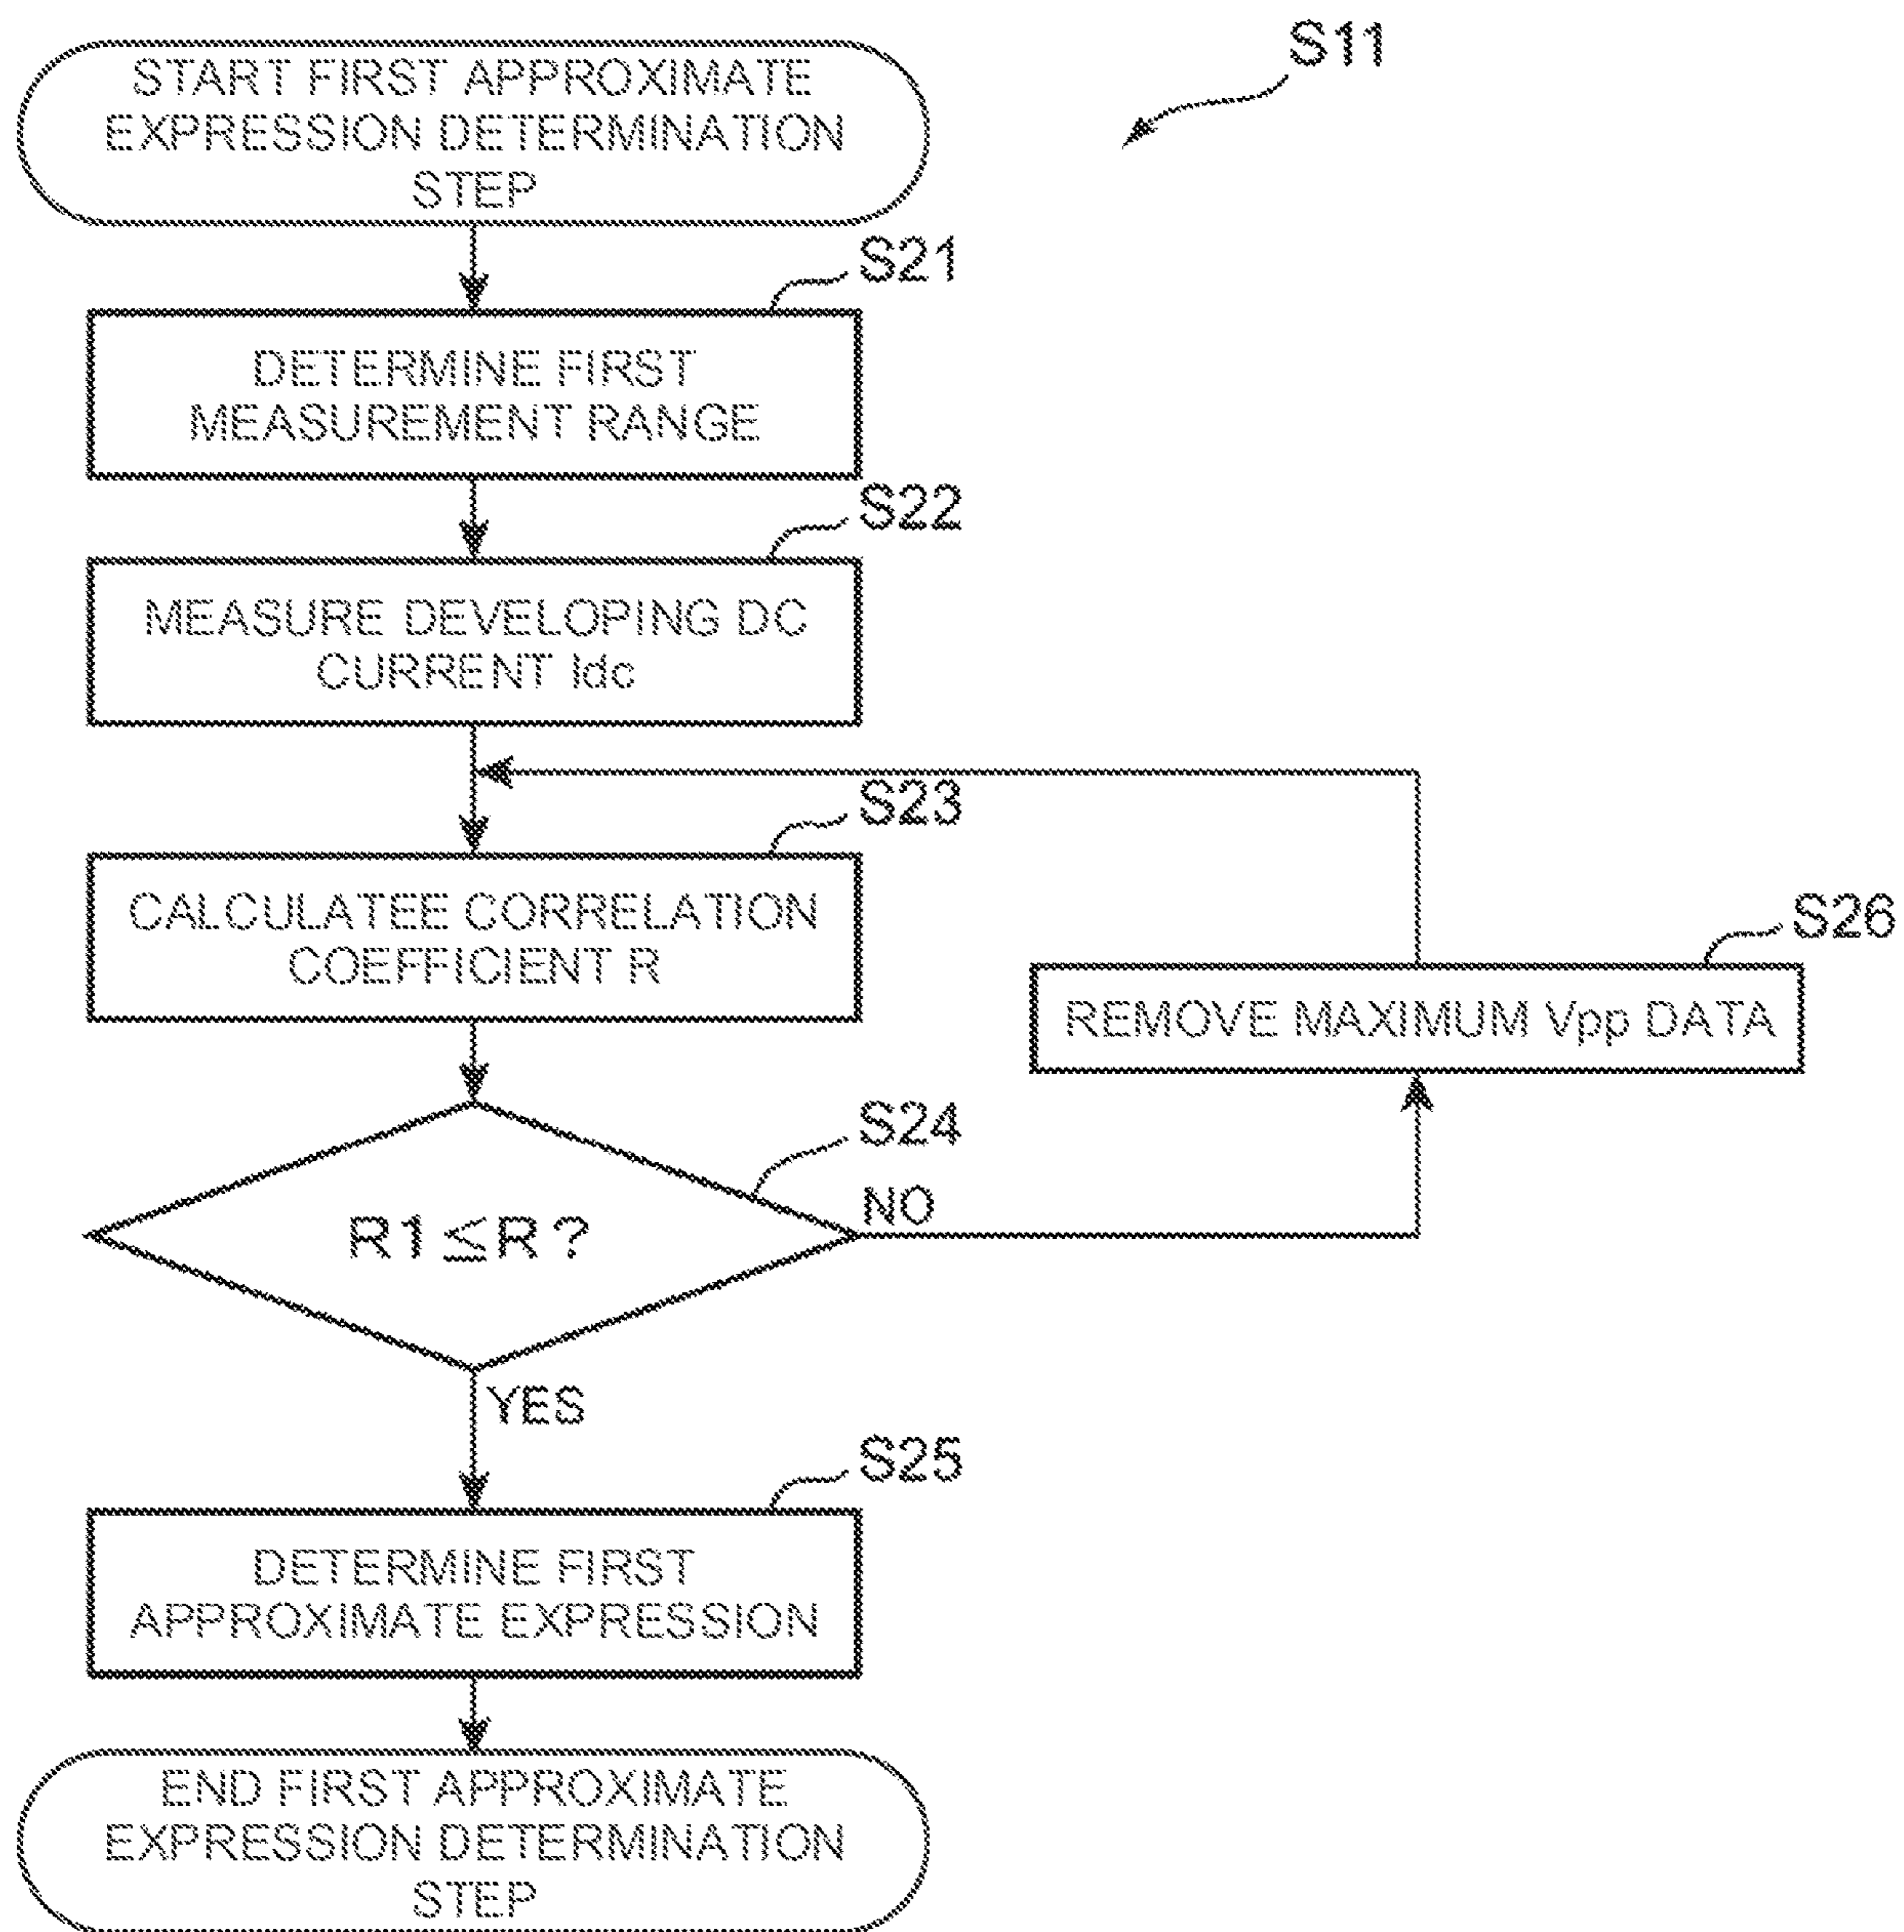 S11
START FIRST APPROXIMATE
EXPRESSION DETERMINATION
STEP
S21
DETERMINE FIRST
MEASUREMENT RANGE
S22
MEASURE DEVELOPING DC
CURRENT Idc
S23
CALCULATEE CORRELATION
COEFFICIENT R
S26
REMOVE MAXIMUM Vpp DATA
S24
R1≦R?
NO
YES
S25
DETERMINE FIRST
APPROXIMATE EXPRESSION
END FIRST APPROXIMATE
EXPRESSION DETERMINATION
STEP